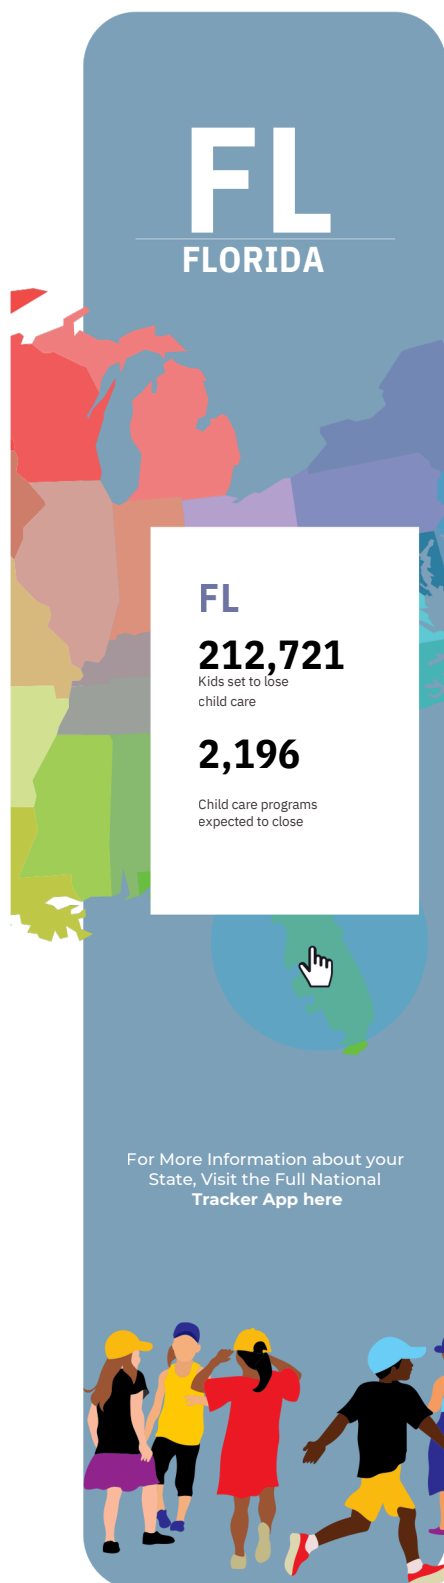 FL
FLORIDA
FL
212,721
Kids set to lose
child care
2,196
Child care programs
expected to close
For More Information about your
State, Visit the Full National
Tracker App here